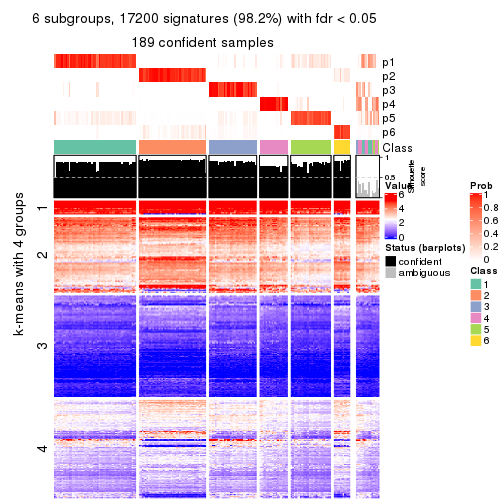 6 subgroups, 17200 signatures (98.2%) with fdr < 0.05
189 confident samples
p1
p2
p3
p4
p5
p6
Class
1
0.5
0
Silhouette
score
k-means with 4 groups
1
2
3
4
Value
6
4
2
0
Status (barplots)
confident
ambiguous
Prob
1
0.8
0.6
0.4
0.2
0
Class
1
2
3
4
5
6